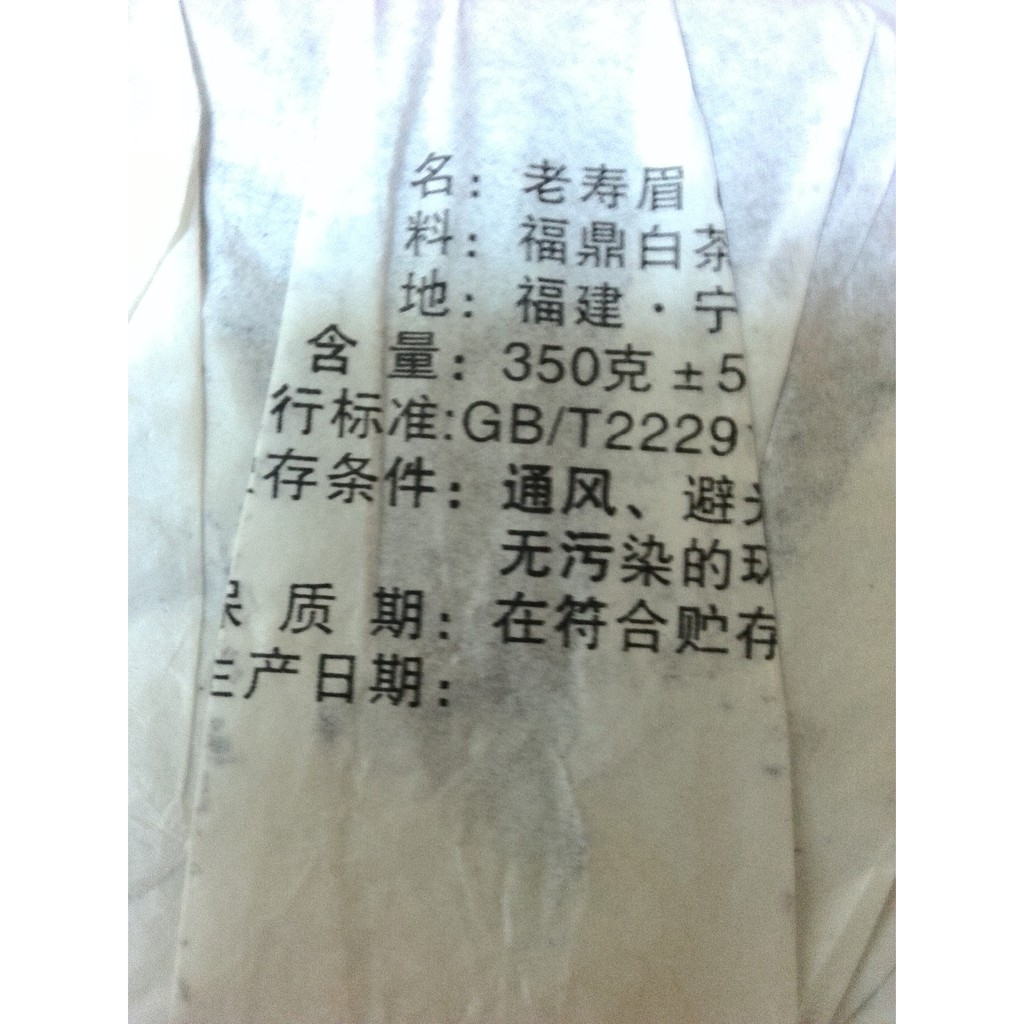 名：老寿眉
料：福鼎白茶
地：福建·宁
含量：350克±5
行标准:GB/T2229
存条件：通风、避
无污染的
质期：在符合贮存
产日期：